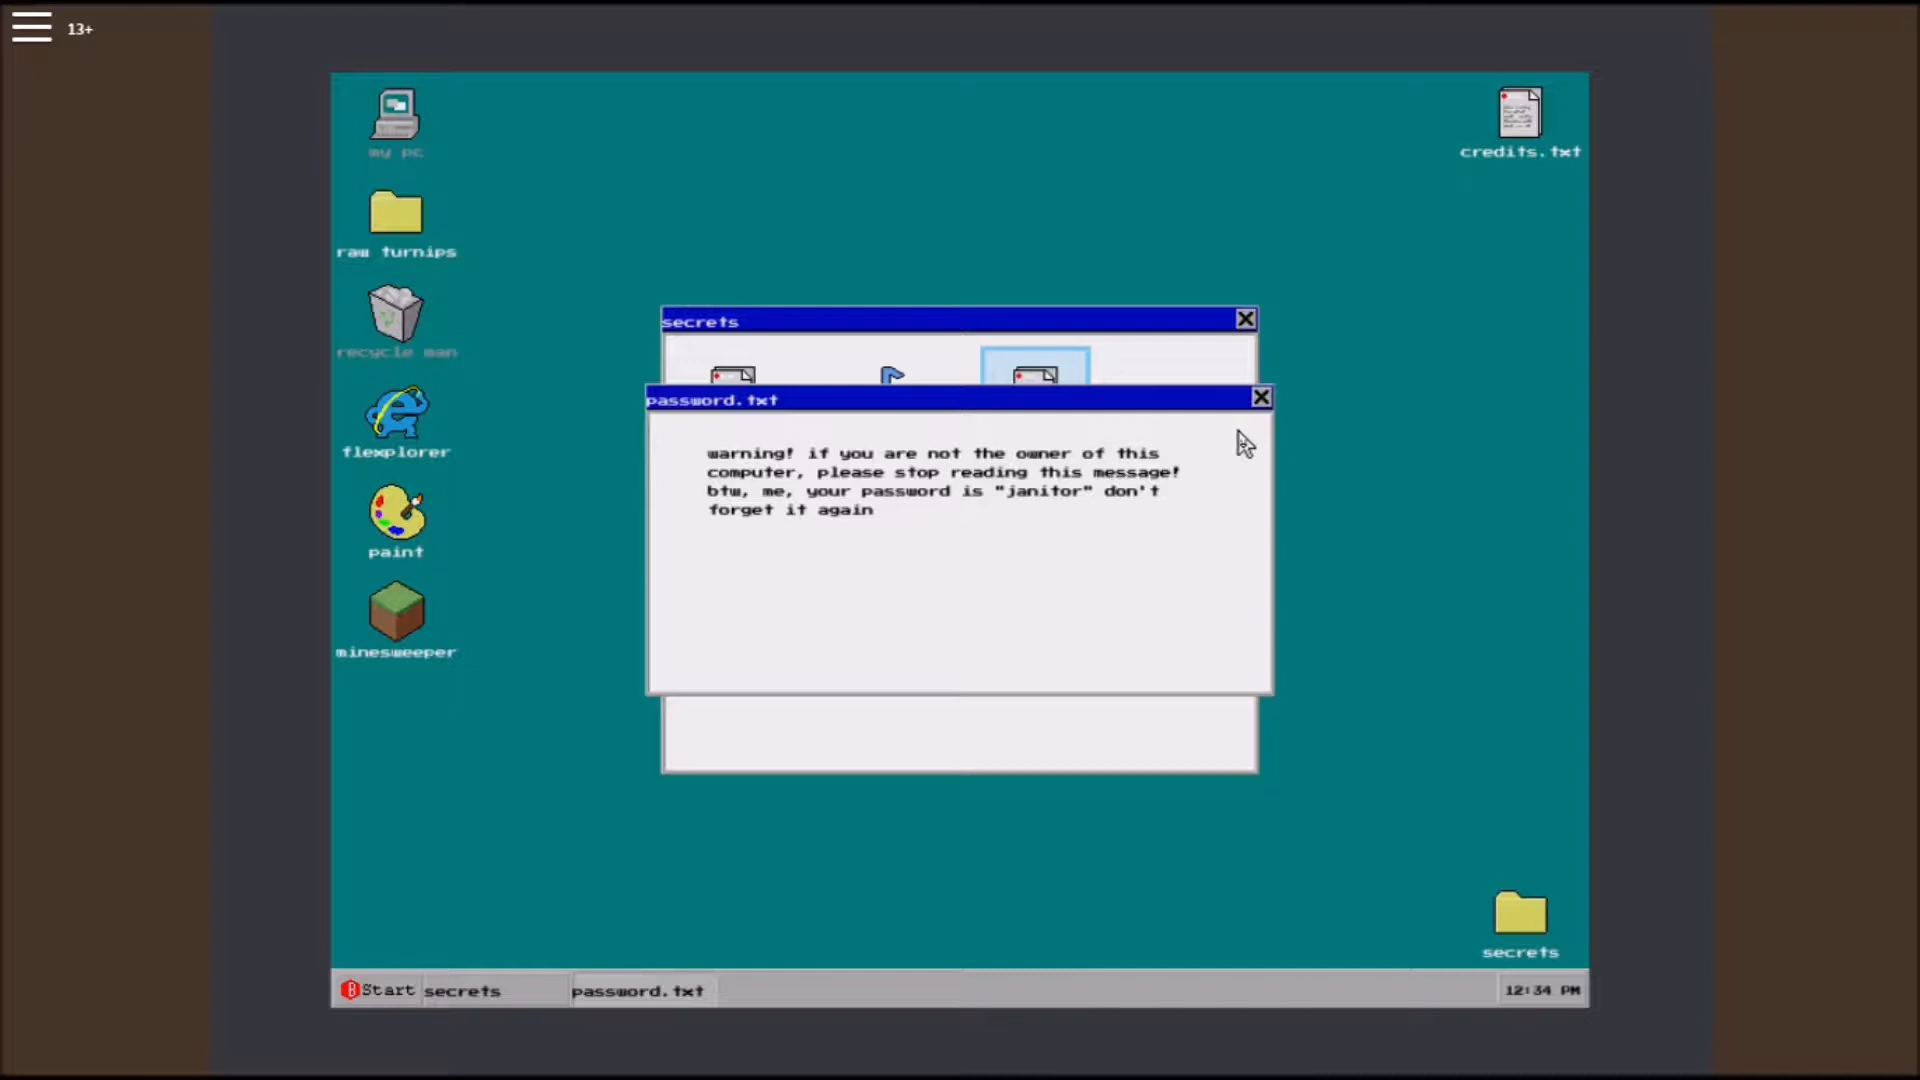 13+
my pc
credits.txt
raw turnips
secrets
recycle man
password.txt
warning! if you are not the owner of this
computer, please stop reading this message!
btw, me, your password is "janitor" don't
forget it again
flexplorer
paint
minesweeper
secrets
Start secrets password.txt 12:34 PM